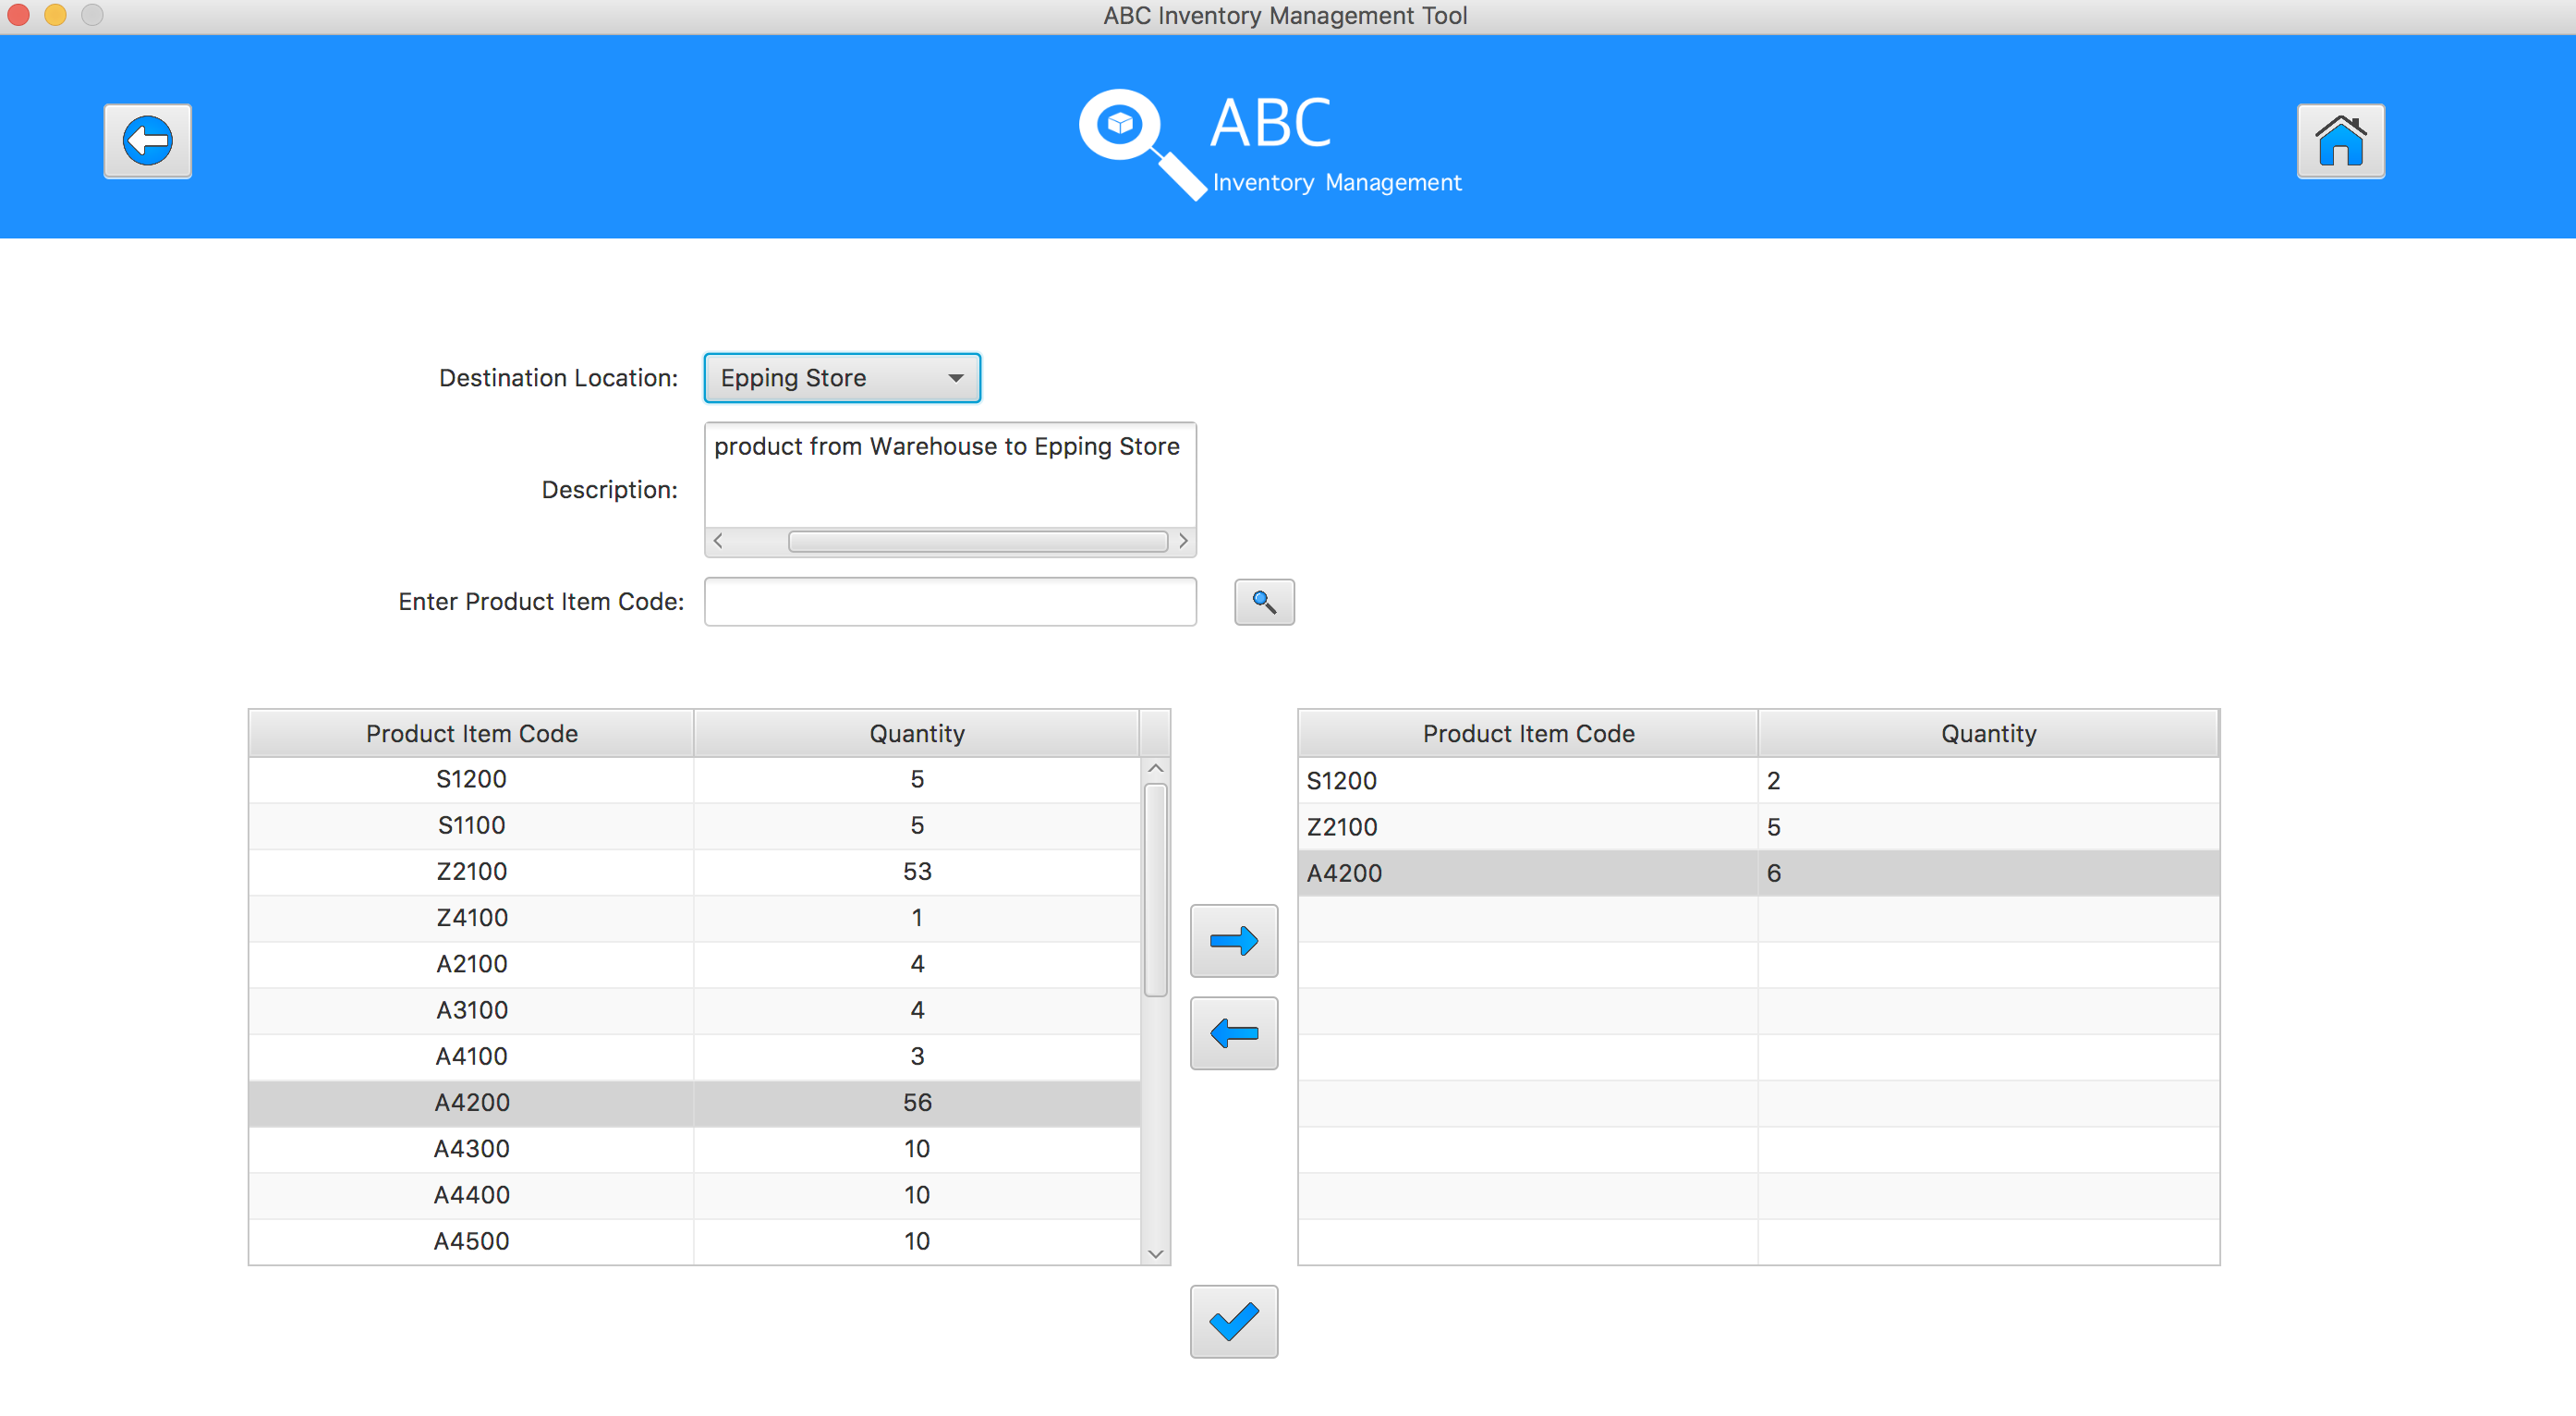 ABC Inventory Management Tool
ABC
Inventory Management
Destination Location: Epping Store
Description: product from Warehouse to Epping Store
Enter Product Item Code:
Product Item Code Quantity
S1200 5
S1100 5
Z2100 53
Z4100 1
A2100 4
A3100 4
A4100 3
A4200 56
A4300 10
A4400 10
A4500 10
Product Item Code Quantity
S1200 2
Z2100 5
A4200 6